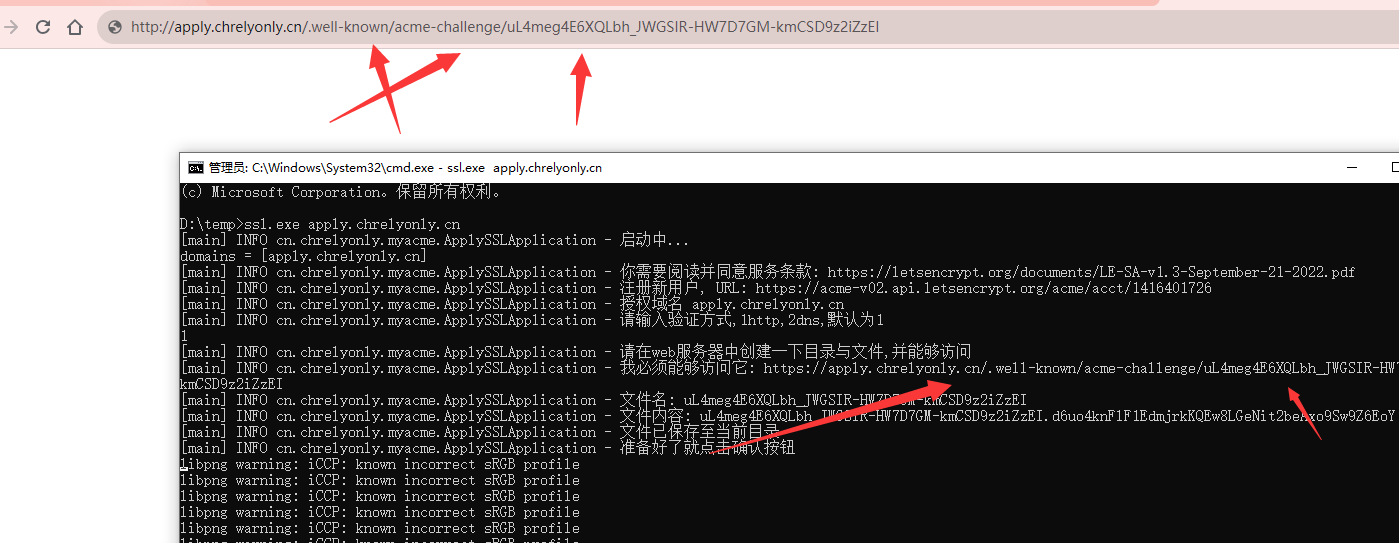 http://apply.chrelyonly.cn/.well-known/acme-challenge/uL4meg4E6XQLbh_JWGSIR-HW7D7GM-kmCSD9z2iZzEI
管理员: C:\Windows\System32\cmd.exe - ssl.exe  apply.chrelyonly.cn
(c) Microsoft Corporation。保留所有权利。
D:\temp>ssl.exe apply.chrelyonly.cn
[main] INFO cn.chrelyonly.myacme.ApplySSLApplication - 启动中...
domains = [apply.chrelyonly.cn]
[main] INFO cn.chrelyonly.myacme.ApplySSLApplication - 你需要阅读并同意服务条款: https://letsencrypt.org/documents/LE-SA-v1.3-September-21-2022.pdf
[main] INFO cn.chrelyonly.myacme.ApplySSLApplication - 注册新用户, URL: https://acme-v02.api.letsencrypt.org/acme/acct/1416401726
[main] INFO cn.chrelyonly.myacme.ApplySSLApplication - 授权域名 apply.chrelyonly.cn
[main] INFO cn.chrelyonly.myacme.ApplySSLApplication - 请输入验证方式,1http,2dns,默认为1
1
[main] INFO cn.chrelyonly.myacme.ApplySSLApplication - 请在web服务器中创建一下目录与文件,并能够访问
[main] INFO cn.chrelyonly.myacme.ApplySSLApplication - 我必须能够访问它: https://apply.chrelyonly.cn/.well-known/acme-challenge/uL4meg4E6XQLbh_JWGSIR-HW7
kmCSD9z2iZzEI
[main] INFO cn.chrelyonly.myacme.ApplySSLApplication - 文件名: uL4meg4E6XQLbh_JWGSIR-HW7D7GM-kmCSD9z2iZzEI
[main] INFO cn.chrelyonly.myacme.ApplySSLApplication - 文件内容: uL4meg4E6XQLbh_JWGSIR-HW7D7GM-kmCSD9z2iZzEI.d6uo4knF1F1EdmjrkKQEw8LGeNit2beAxo9Sw9Z6EoY
[main] INFO cn.chrelyonly.myacme.ApplySSLApplication - 文件已保存至当前目录
[main] INFO cn.chrelyonly.myacme.ApplySSLApplication - 准备好了就点击确认按钮
libpng warning: iCCP: known incorrect sRGB profile
libpng warning: iCCP: known incorrect sRGB profile
libpng warning: iCCP: known incorrect sRGB profile
libpng warning: iCCP: known incorrect sRGB profile
libpng warning: iCCP: known incorrect sRGB profile
libpng warning: iCCP: known incorrect sRGB profile